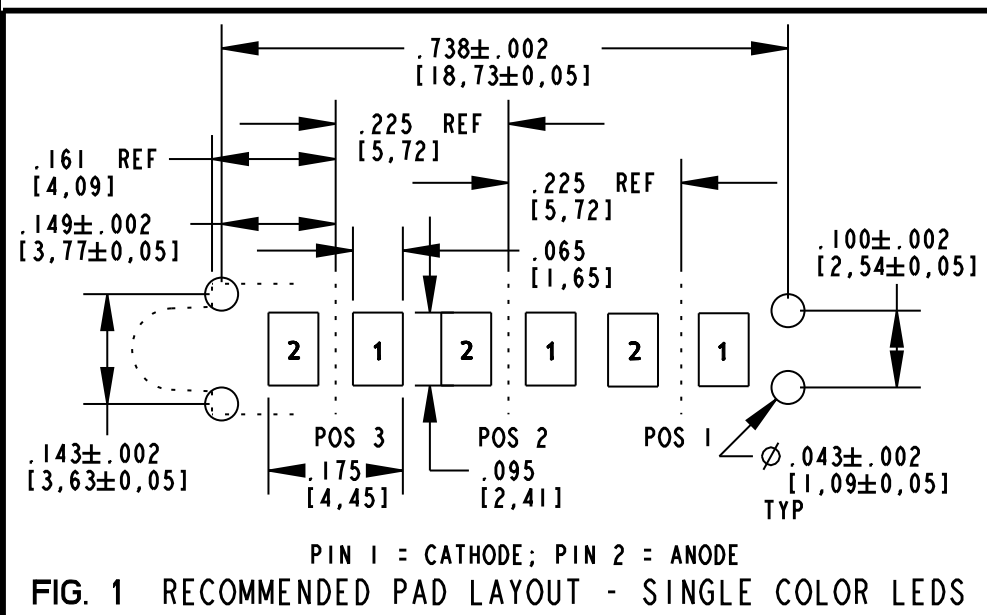 .738±.002
[18,73±0,05]
.225 REF
[5,72]
.161 REF
[4,09]
.225 REF
[5,72]
.149±.002
[3,77±0,05]
.065
[1,65]
.100±.002
[2,54±0,05]
2 1 2 1 2 1
POS 3 POS 2 POS 1
.143±.002
[3,63±0,05]
.175
[4,45]
.095
[2,41]
Ø .043±.002
[1,09±0,05]
TYP
PIN 1 = CATHODE; PIN 2 = ANODE
FIG. 1 RECOMMENDED PAD LAYOUT - SINGLE COLOR LEDS